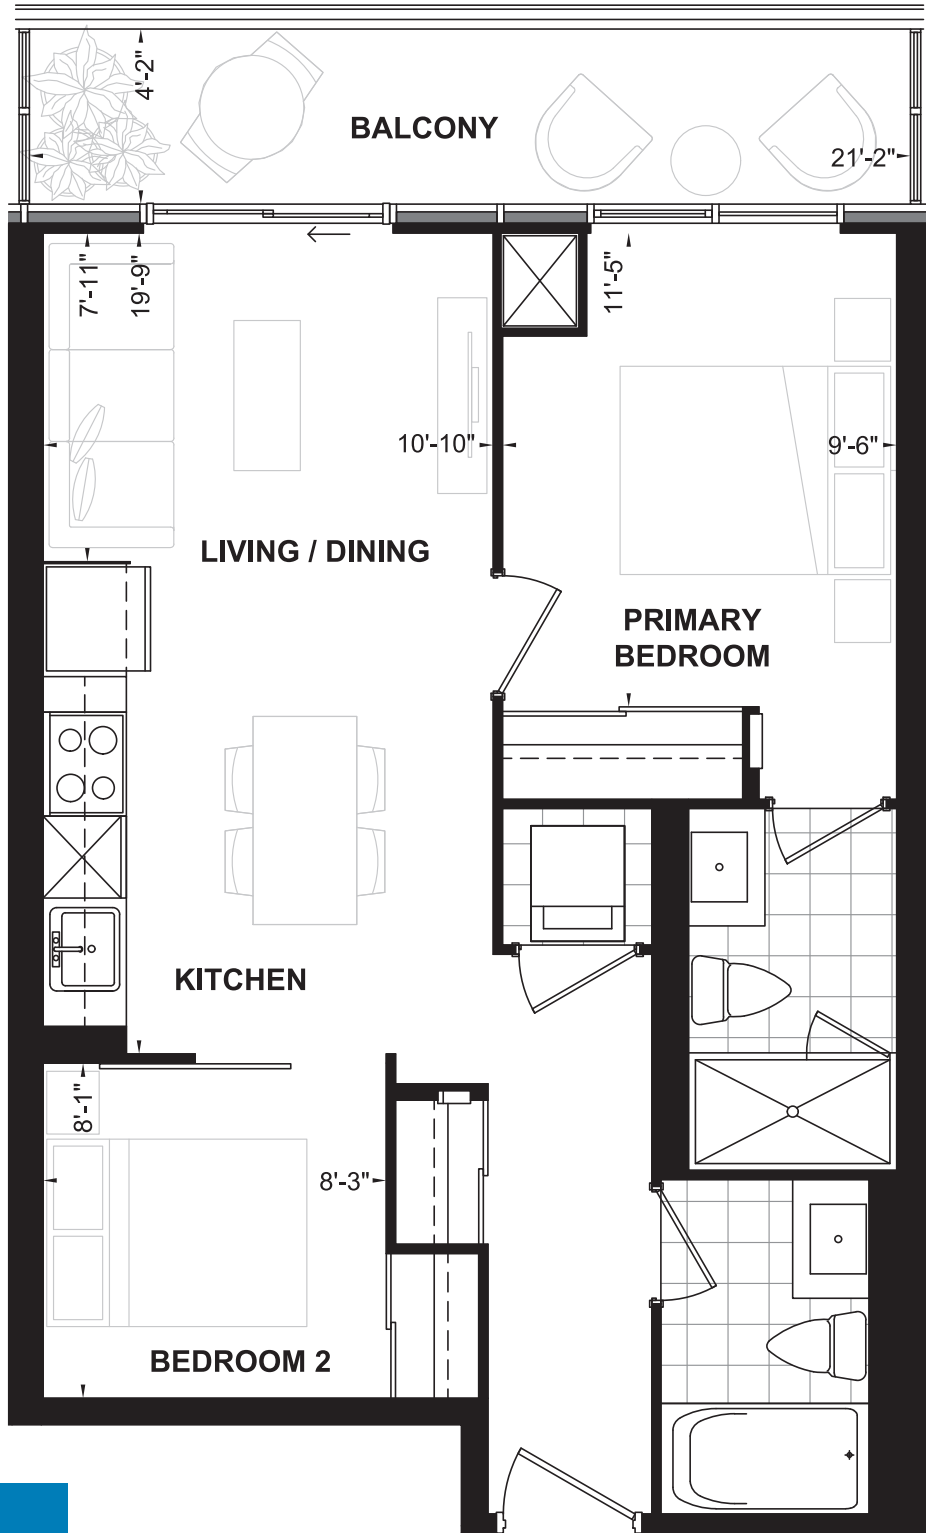 4'-2"
BALCONY
21'-2"
7'-11"
19'-9"
11'-5"
10'-10"
9'-6"
LIVING / DINING
PRIMARY
BEDROOM
KITCHEN
8'-1"
8'-3"
BEDROOM 2